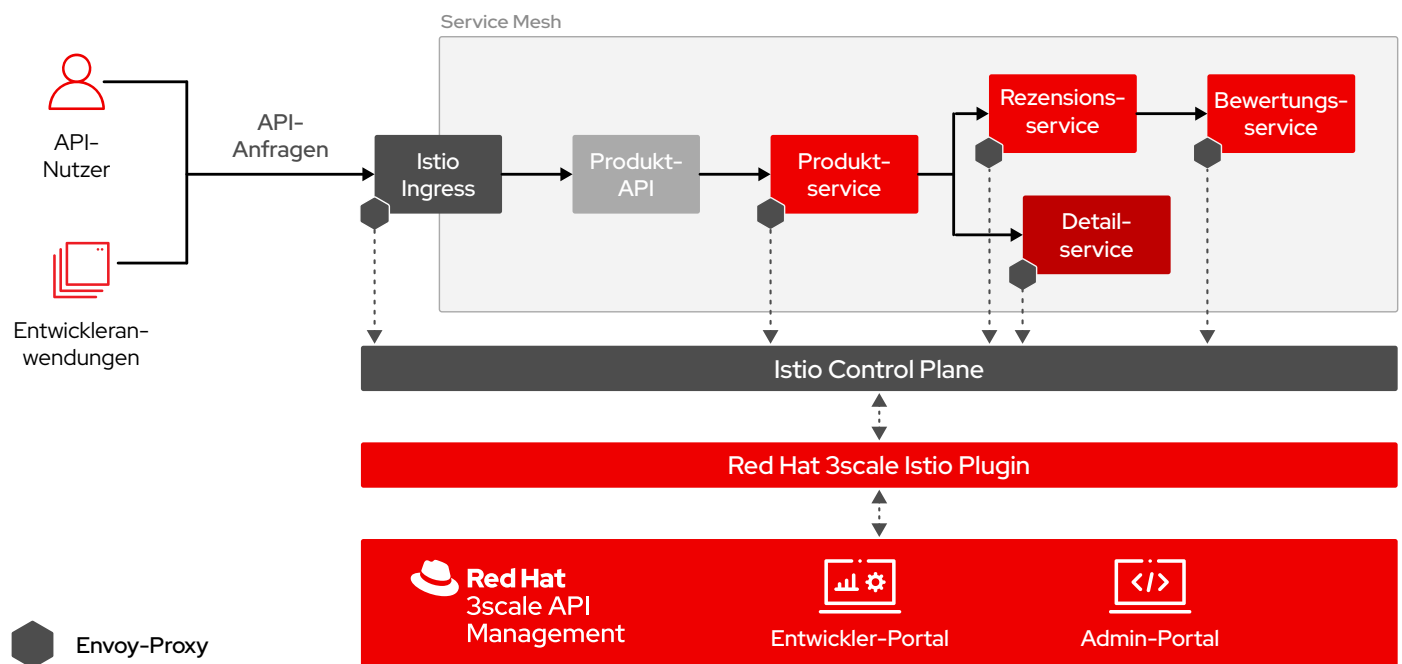 Service Mesh
API-
Nutzer
API-
Anfragen
Entwickleran-
wendungen
Istio
Ingress
Produkt-
API
Produkt-
service
Rezensions-
service
Bewertungs-
service
Detail-
service
Istio Control Plane
Red Hat 3scale Istio Plugin
Red Hat
3scale API
Management
Entwickler-Portal
Admin-Portal
Envoy-Proxy